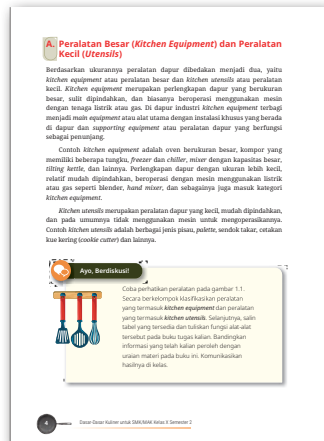 A. Peralatan Besar (Kitchen Equipment) dan Peralatan
Kecil (Utensils)
Berdasarkan ukurannya peralatan dapur dibedakan menjadi dua, yaitu
kitchen equipment atau peralatan besar dan kitchen utensils atau peralatan
kecil. Kitchen equipment merupakan perlengkapan dapur yang berukuran
besar, sulit dipindahkan, dan biasanya beroperasi menggunakan mesin
dengan tenaga listrik atau gas. Di dapur industri kitchen equipment terbagi
menjadi main equipment atau alat utama dengan instalasi khusus yang berada
di dapur dan supporting equipment atau peralatan dapur yang berfungsi
sebagai penunjang.
Contoh kitchen equipment adalah oven berukuran besar, kompor yang
memiliki beberapa tungku, freezer dan chiller, mixer dengan kapasitas besar,
tilting kettle, dan lainnya. Perlengkapan dapur dengan ukuran lebih kecil,
relatif mudah dipindahkan, beroperasi dengan mesin menggunakan listrik
atau gas seperti blender, hand mixer, dan sebagainya juga masuk kategori
kitchen equipment.
Kitchen utensils merupakan peralatan dapur yang kecil, mudah dipindahkan,
dan pada umumnya tidak menggunakan mesin untuk mengoperasikannya.
Contoh kitchen utensils adalah berbagai jenis pisau, palette, sendok takar, cetakan
kue kering (cookie cutter) dan lainnya.
Ayo, Berdiskusi!
Coba perhatikan peralatan pada gambar 1.1.
Secara berkelompok klasifikasikan peralatan
yang termasuk kitchen equipment dan peralatan
yang termasuk kitchen utensils. Selanjutnya, salin
tabel yang tersedia dan tuliskan fungsi alat-alat
tersebut pada buku tugas kalian. Bandingkan
informasi yang telah kalian peroleh dengan
uraian materi pada buku ini. Komunikasikan
hasilnya di kelas.
4 Dasar-Dasar Kuliner untuk SMK/MAK Kelas X Semester 2